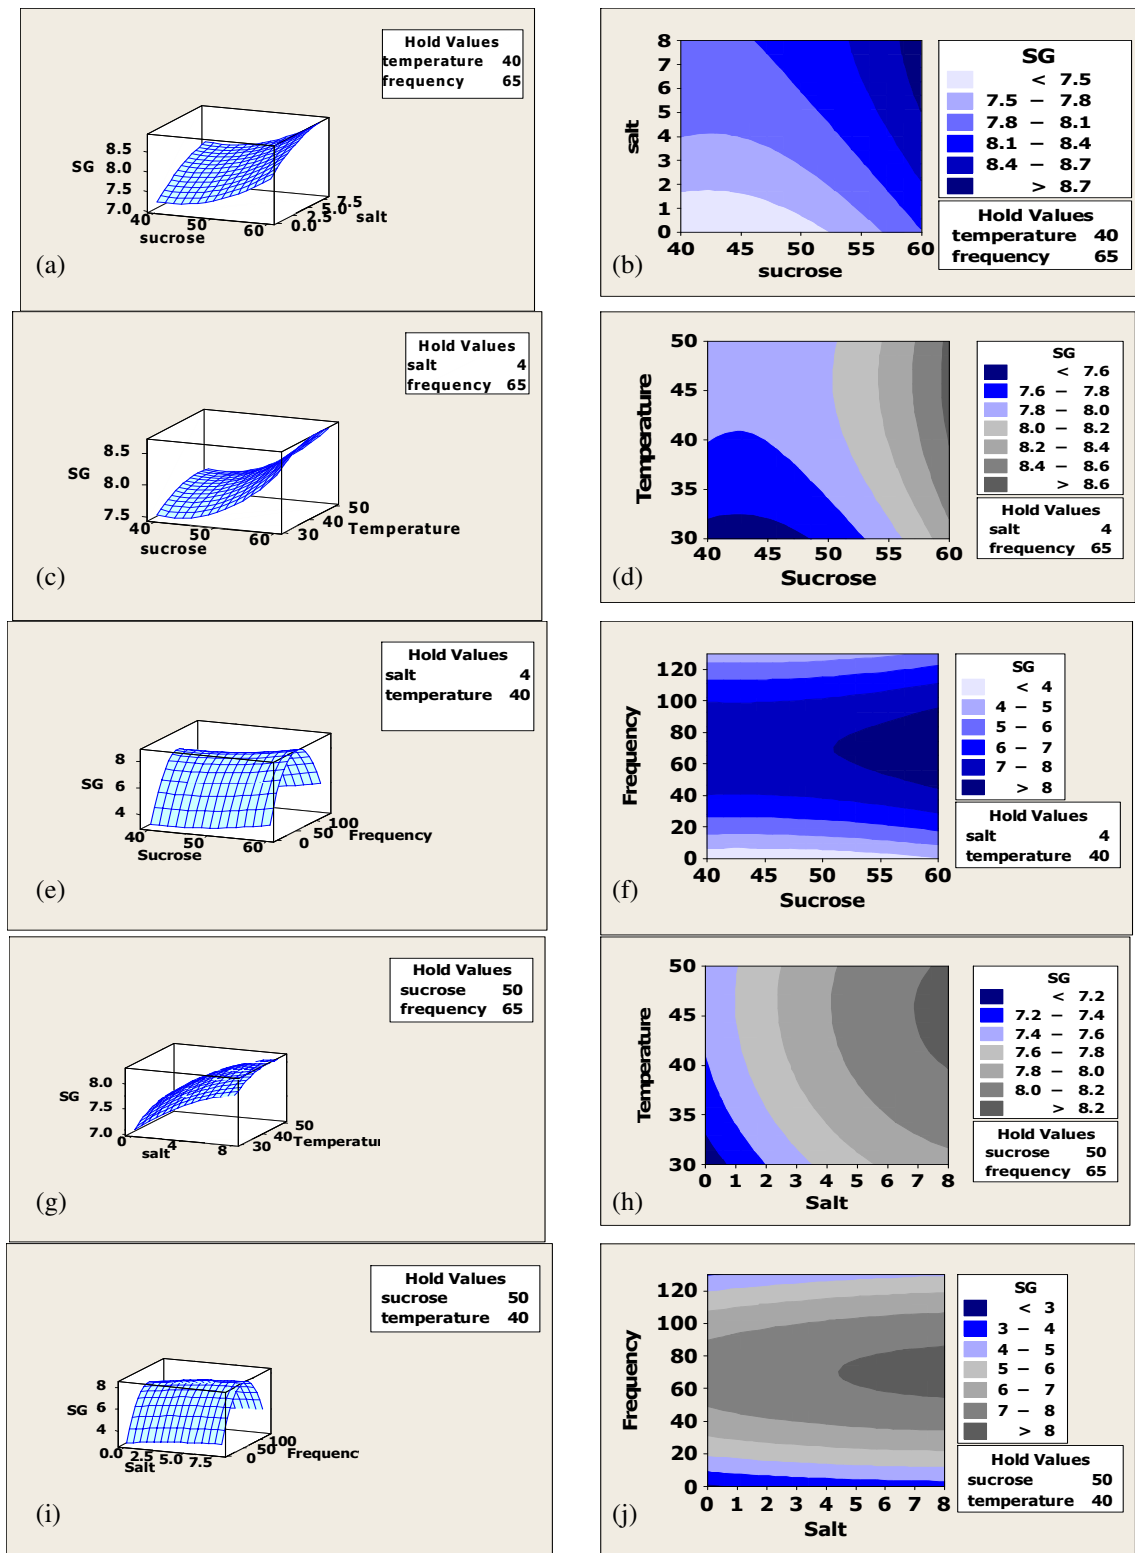 Hold Values
temperature 40
frequency 65
SG
8.5
8.0
7.5
7.0
40
50
60
sucrose
0.0
2.5
5.0
7.5
salt
(a)
salt
8
7
6
5
4
3
2
1
0
40 45 50 55 60
sucrose
SG
< 7.5
7.5 – 7.8
7.8 – 8.1
8.1 – 8.4
8.4 – 8.7
> 8.7
Hold Values
temperature 40
frequency 65
(b)
Hold Values
salt 4
frequency 65
SG
8.5
8.0
7.5
40
50
60
sucrose
30
40
50
Temperature
(c)
Temperature
50
45
40
35
30
40 45 50 55 60
Sucrose
SG
< 7.6
7.6 – 7.8
7.8 – 8.0
8.0 – 8.2
8.2 – 8.4
8.4 – 8.6
> 8.6
Hold Values
salt 4
frequency 65
(d)
Hold Values
salt 4
temperature 40
SG
8
6
4
40
50
60
Sucrose
0
50
100
Frequency
(e)
Frequency
120
100
80
60
40
20
0
40 45 50 55 60
Sucrose
SG
< 4
4 – 5
5 – 6
6 – 7
7 – 8
> 8
Hold Values
salt 4
temperature 40
(f)
Hold Values
sucrose 50
frequency 65
SG
8.0
7.5
7.0
0
4
8
salt
30
40
50
Temperatur
(g)
Temperature
50
45
40
35
30
0 1 2 3 4 5 6 7 8
Salt
SG
< 7.2
7.2 – 7.4
7.4 – 7.6
7.6 – 7.8
7.8 – 8.0
8.0 – 8.2
> 8.2
Hold Values
sucrose 50
frequency 65
(h)
Hold Values
sucrose 50
temperature 40
SG
8
6
4
0.0
2.5
5.0
7.5
Salt
0
50
100
Frequenc
(i)
Frequency
120
100
80
60
40
20
0
0 1 2 3 4 5 6 7 8
Salt
SG
< 3
3 – 4
4 – 5
5 – 6
6 – 7
7 – 8
> 8
Hold Values
sucrose 50
temperature 40
(j)